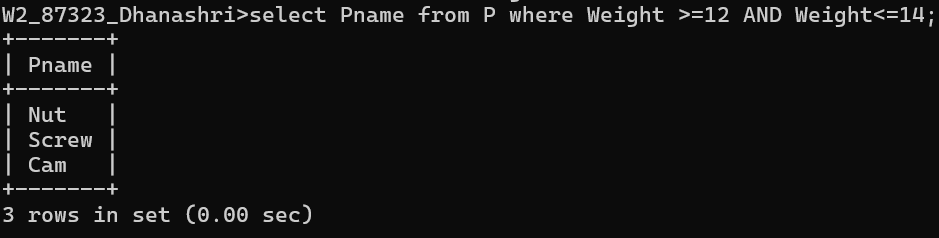 W2_87323_Dhanashri>select Pname from P where Weight >=12 AND Weight<=14;
+-------+
| Pname |
+-------+
| Nut   |
| Screw |
| Cam   |
+-------+
3 rows in set (0.00 sec)